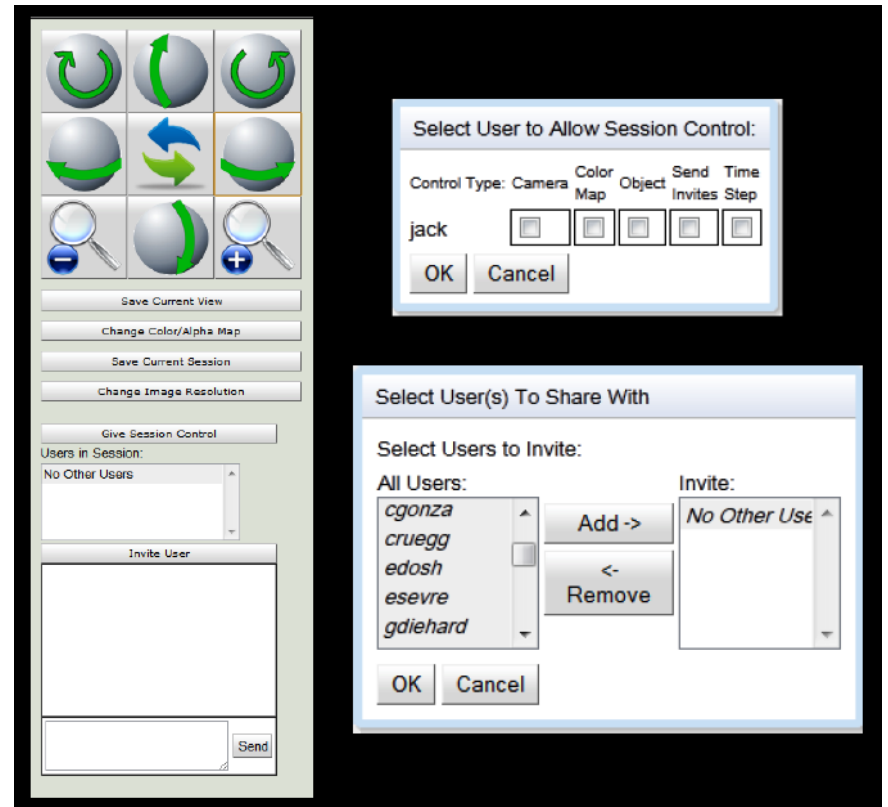 Save Current View
Change Color/Alpha Map
Save Current Session
Change Image Resolution
Give Session Control
Users in Session:
No Other Users
Invite User
Send
Select User to Allow Session Control:
Control Type: Camera Color Map Object Send Invites Time Step
jack
OK Cancel
Select User(s) To Share With
Select Users to Invite:
All Users: Invite:
cgonza
cruegg
edosh
esevre
gdiehard
Add ->
<-
Remove
No Other Use
OK Cancel